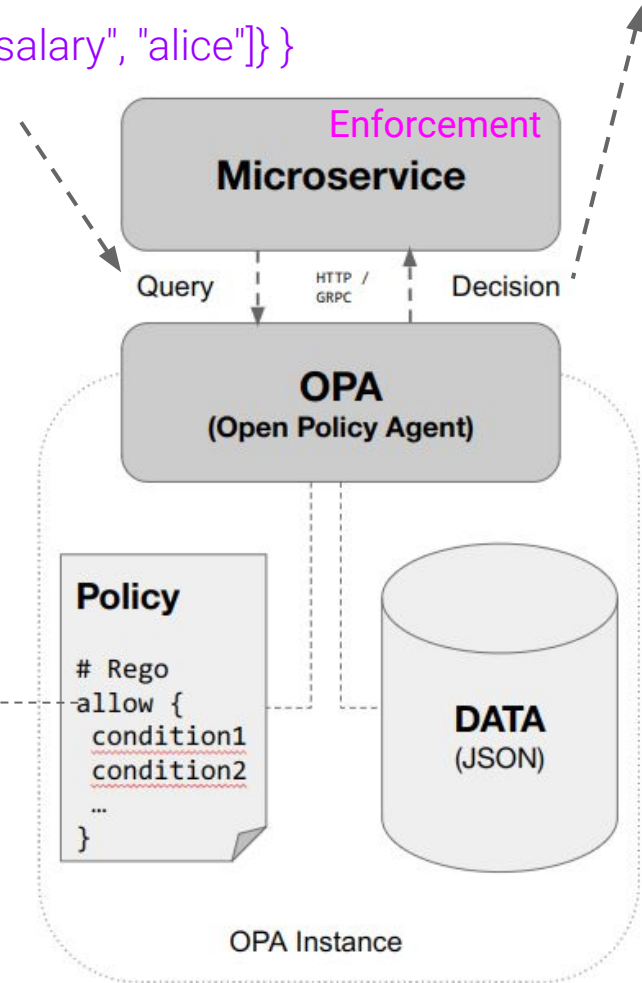 salary", "alice"]} }
Enforcement
Microservice
Query
HTTP /
GRPC
Decision
OPA
(Open Policy Agent)
Policy
# Rego
allow {
condition1
condition2
…
}
DATA
(JSON)
OPA Instance